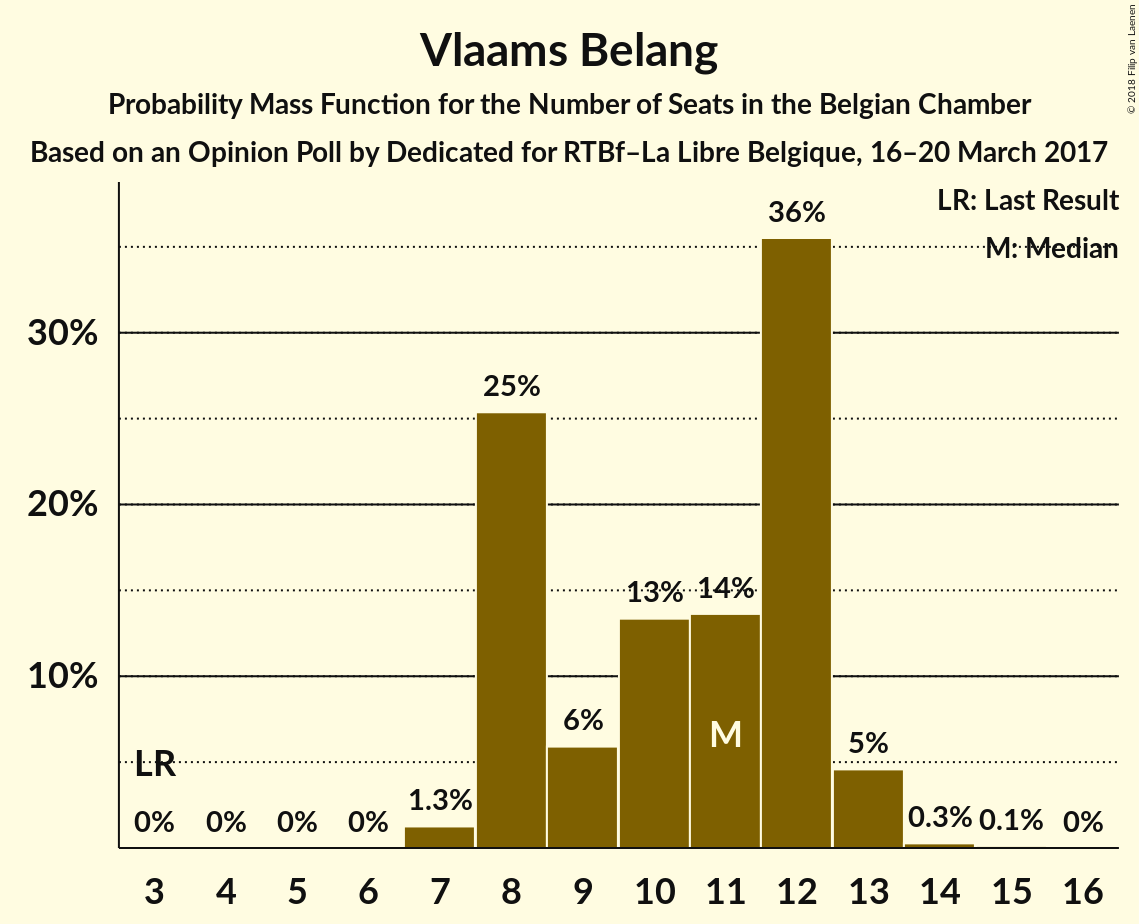 Vlaams Belang
Probability Mass Function for the Number of Seats in the Belgian Chamber
Based on an Opinion Poll by Dedicated for RTBf–La Libre Belgique, 16–20 March 2017
© 2018 Filip van Laenen
LR: Last Result
M: Median
30%
20%
10%
LR
0%
0%
0%
0%
1.3%
25%
6%
13%
14%
M
36%
5%
0.3%
0.1%
0%
3 4 5 6 7 8 9 10 11 12 13 14 15 16